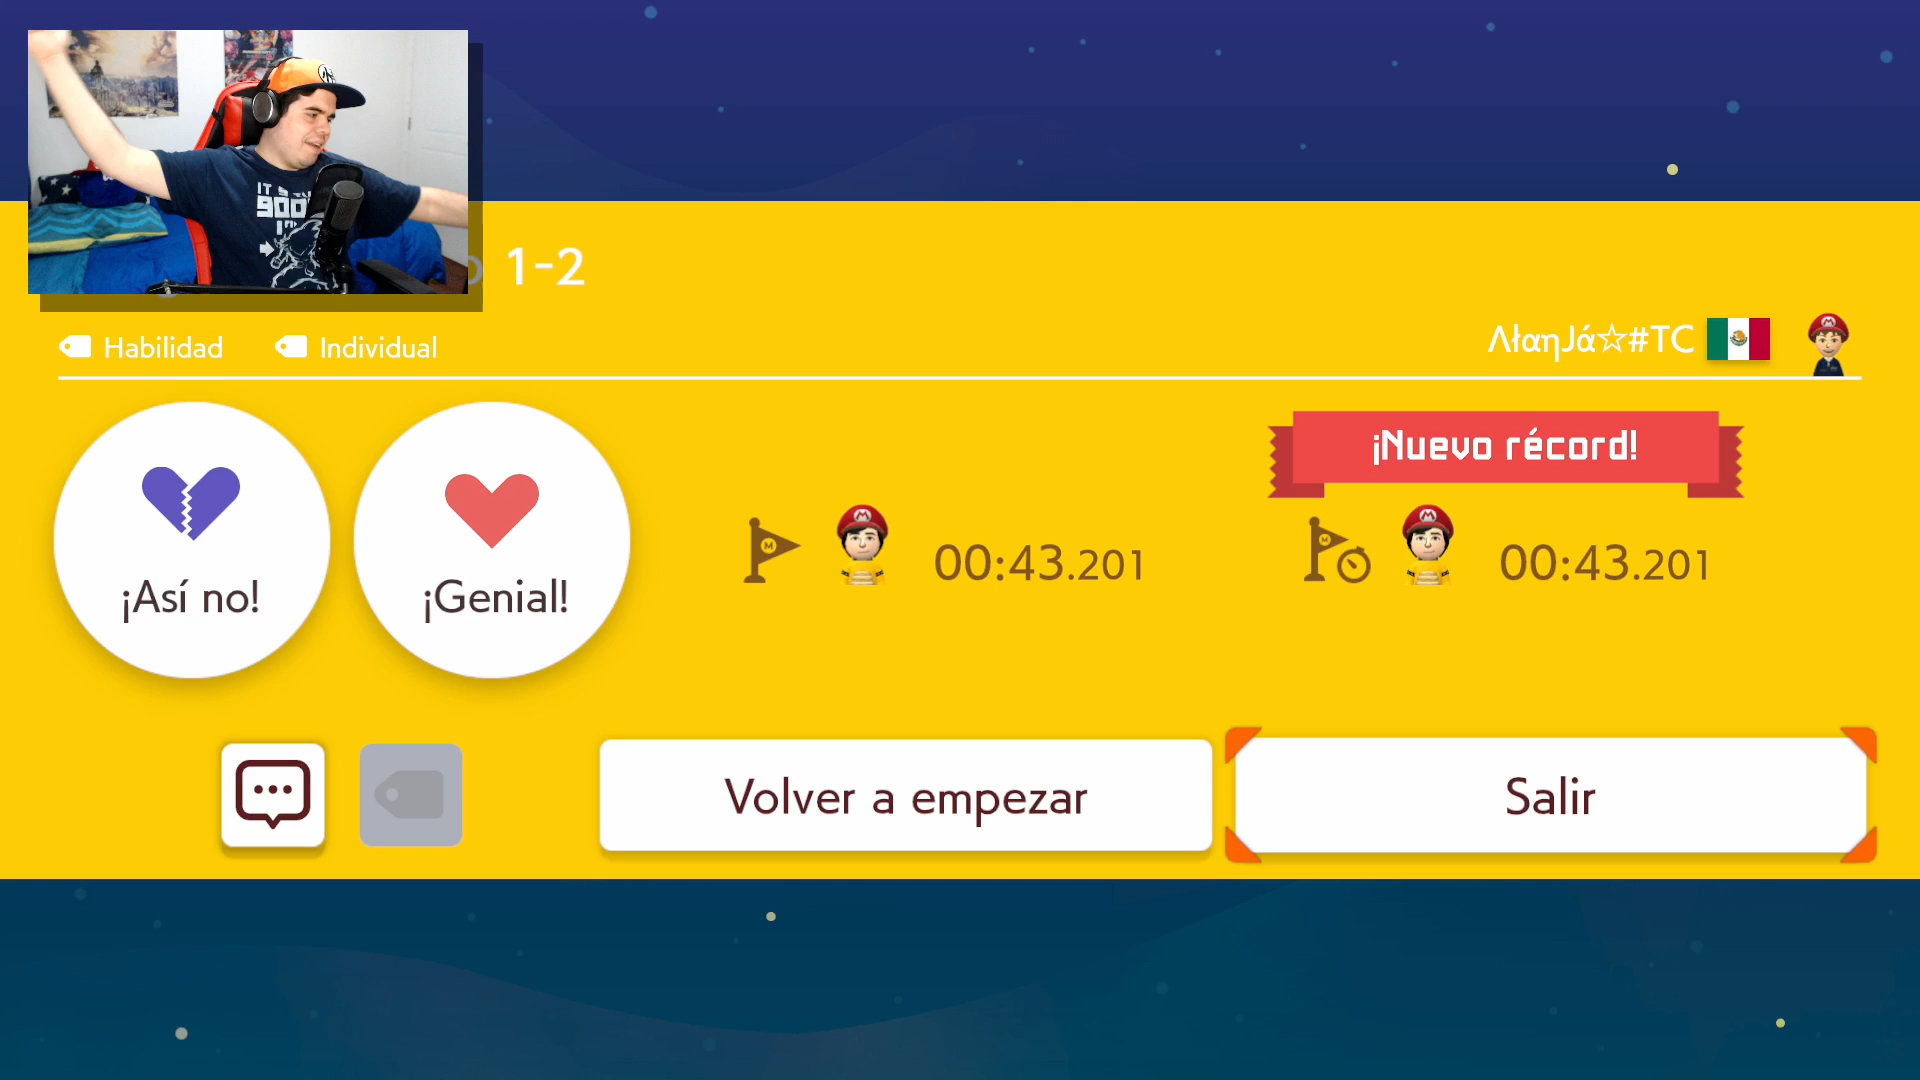 1-2
Habilidad
Individual
ΛłαηJá☆#TC
¡Nuevo récord!
00:43.201
00:43.201
¡Así no!
¡Genial!
Volver a empezar
Salir